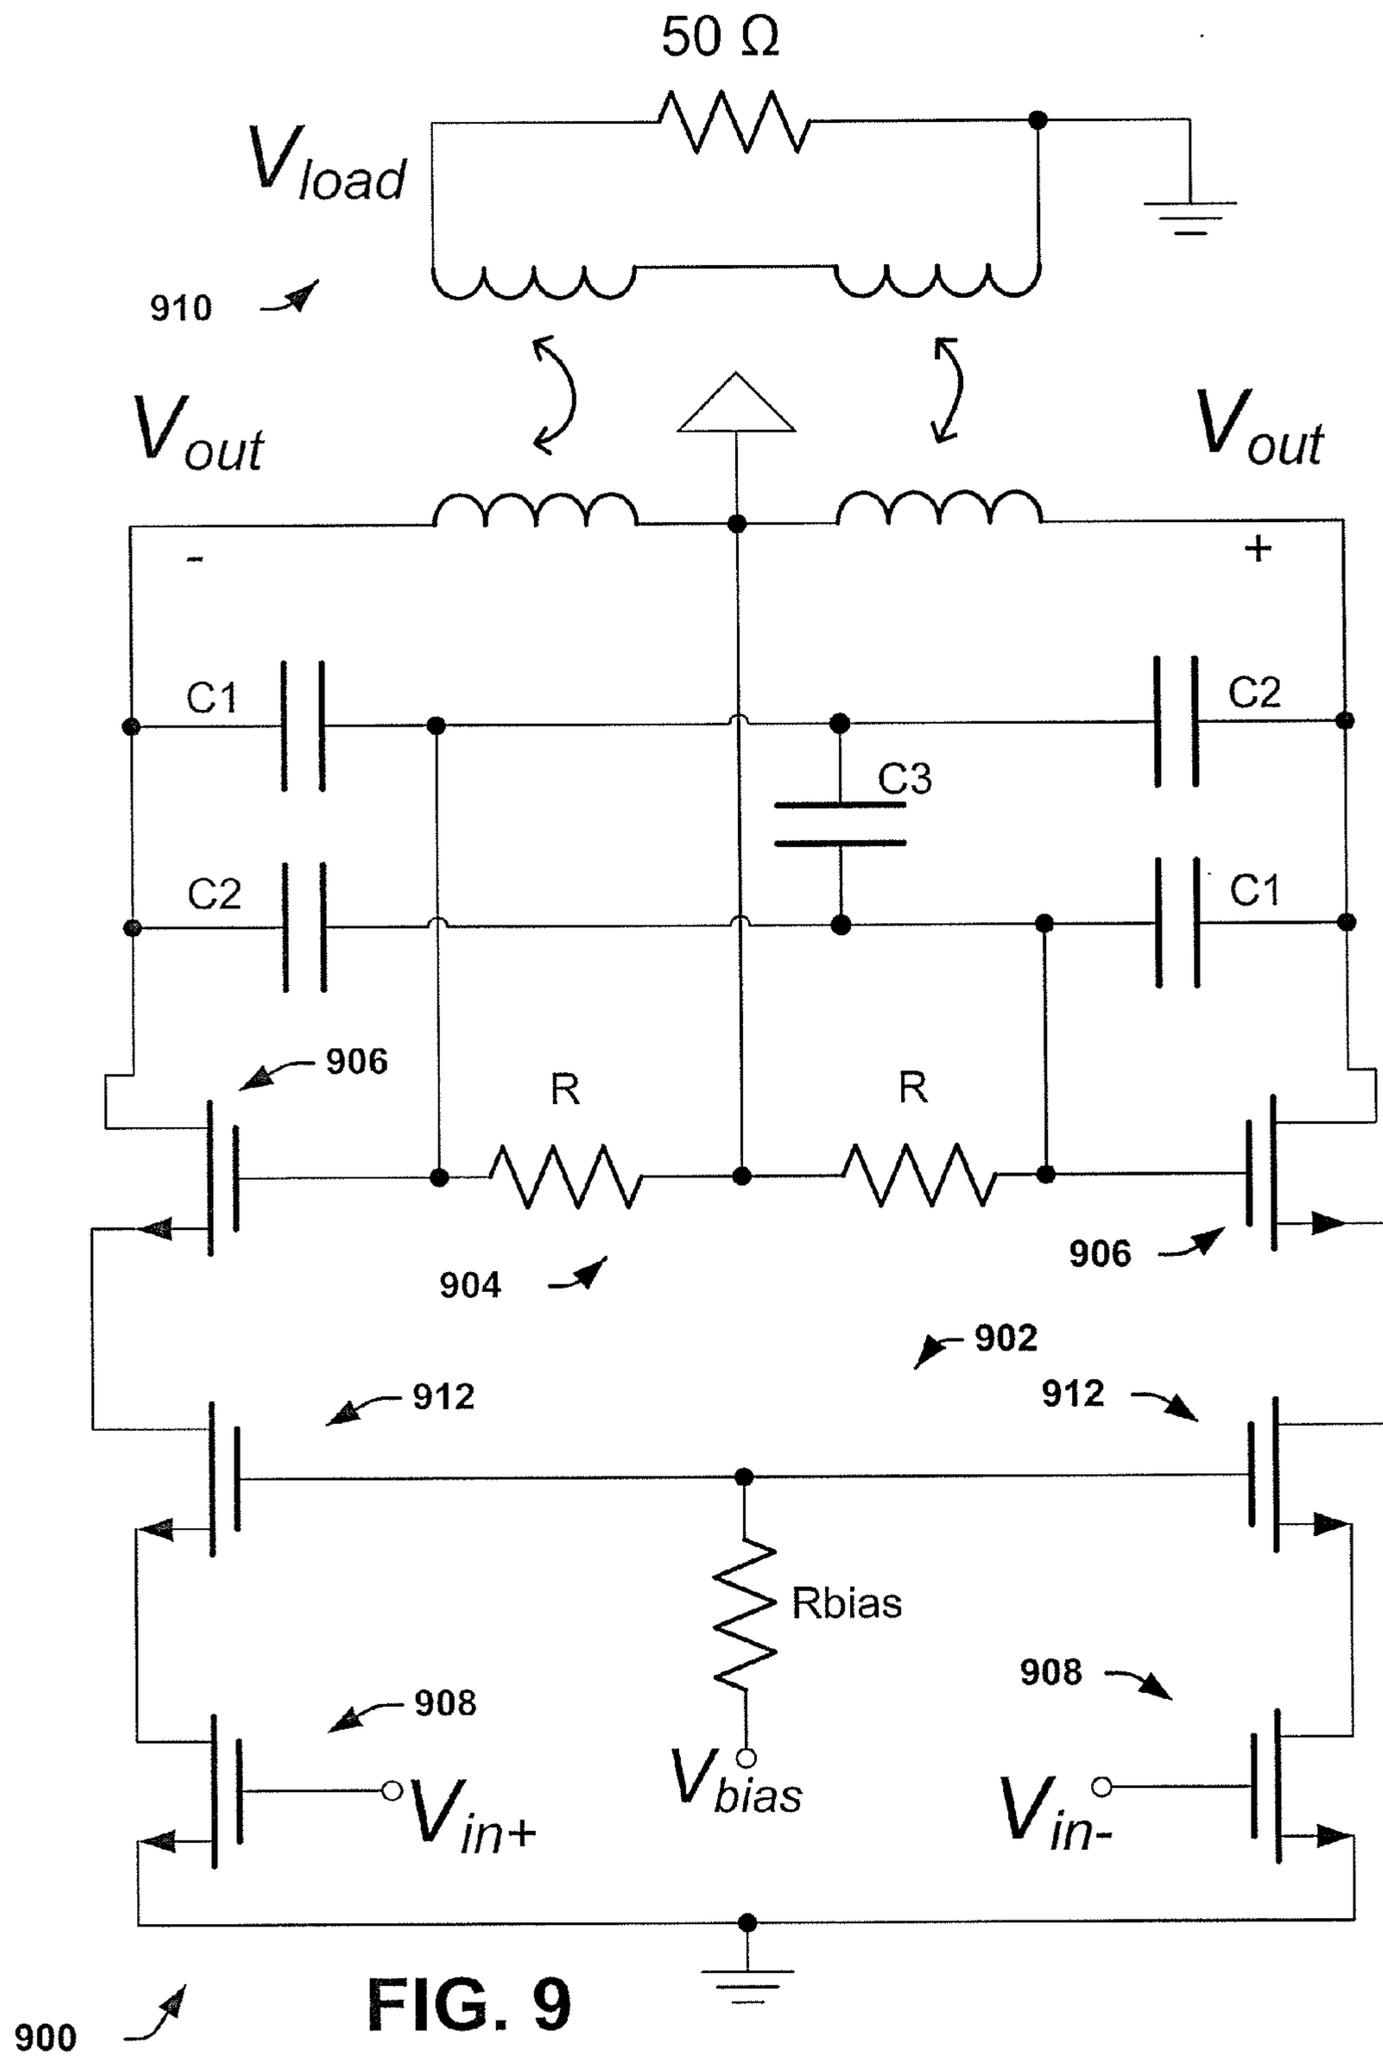 50 Ω
Vload
910
Vout
Vout
-
+
C1
C2
C3
C2
C1
906
R
R
904
906
902
912
912
Rbias
908
908
Vin+
Vbias
Vin-
FIG. 9
900